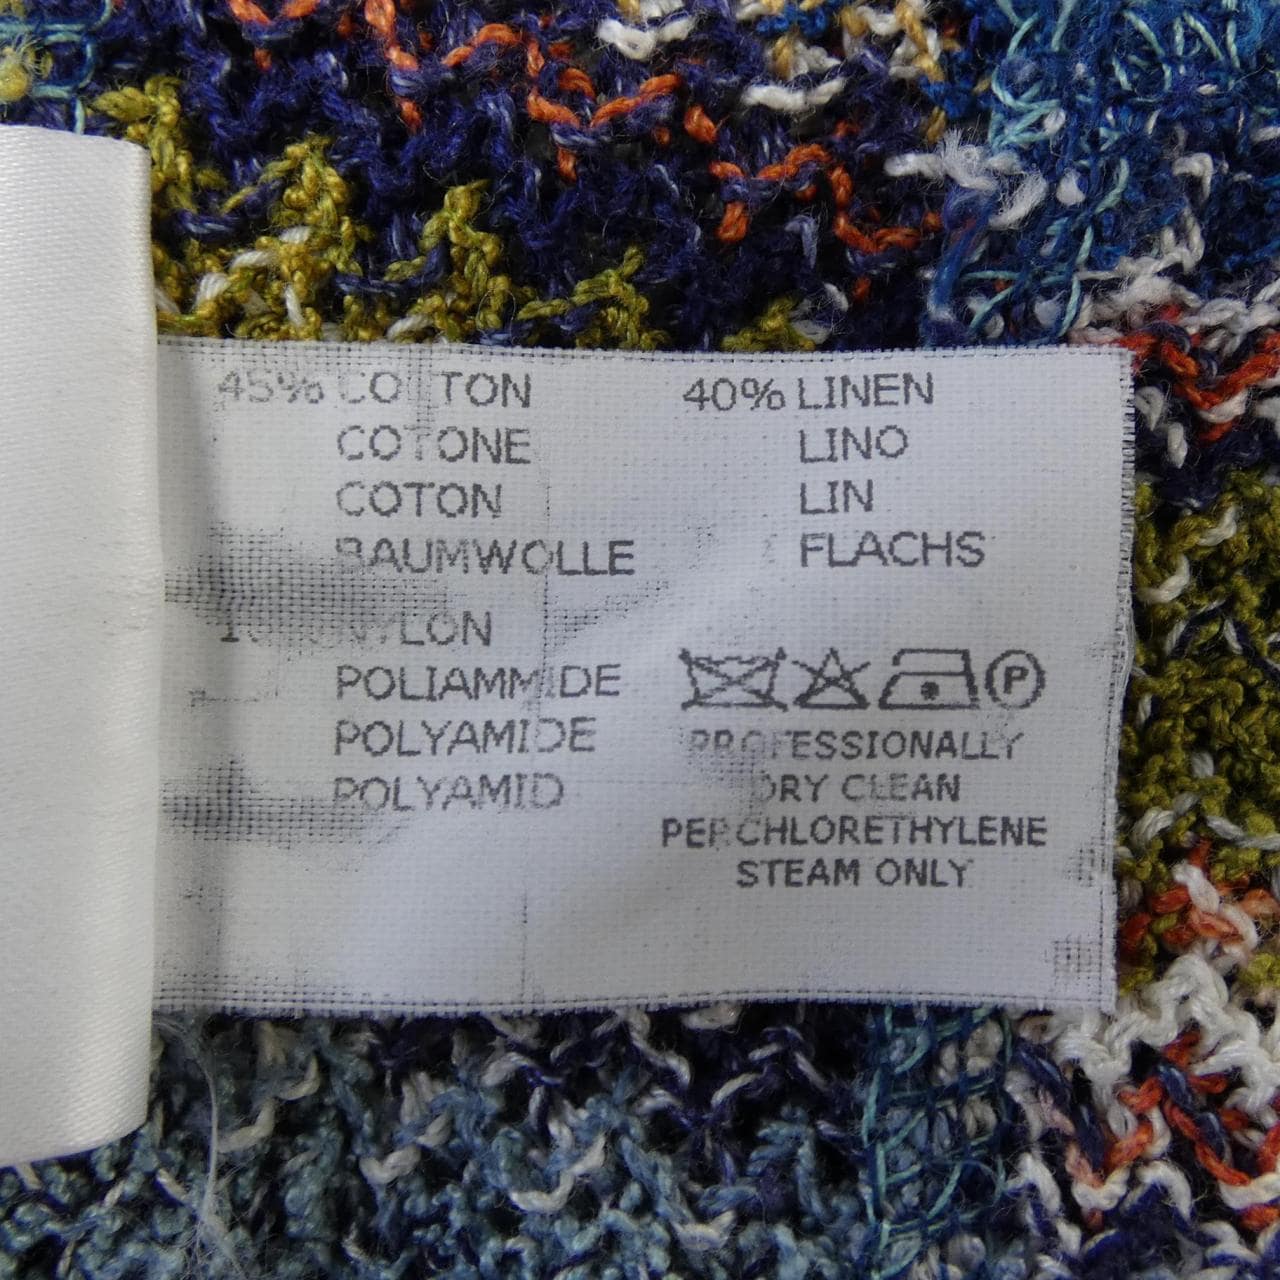 45% COTTON
COTONE
COTON
BAUMWOLLE
NYLON
POLIAMMIDE
POLYAMIDE
POLYAMID
40% LINEN
LINO
LIN
FLACHS
P
PROFESSIONALLY
DRY CLEAN
PERCHLORETHYLENE
STEAM ONLY